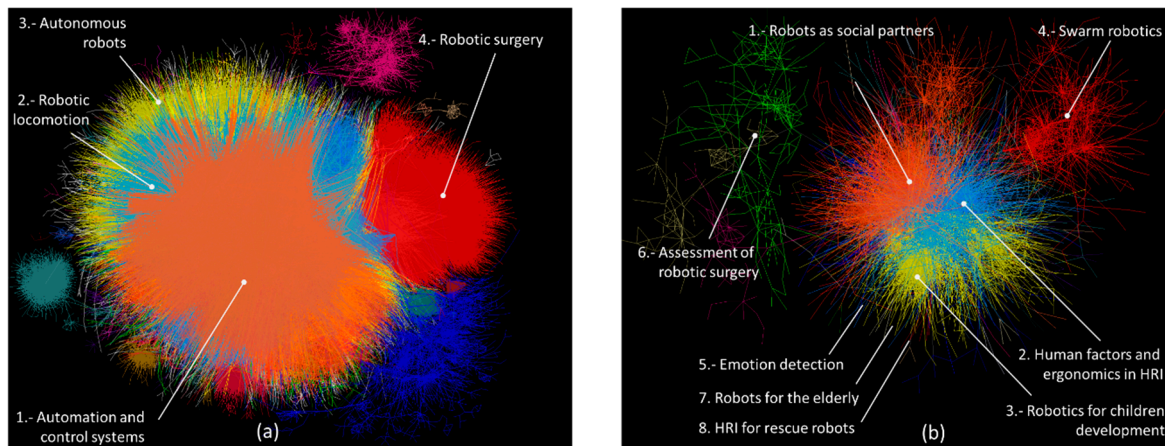 3.- Autonomous
robots
4.- Robotic surgery
2.- Robotic
locomotion
1.- Automation and
control systems
(a)
1.- Robots as social partners
4.- Swarm robotics
6.- Assessment of
robotic surgery
5.- Emotion detection
7. Robots for the elderly
8. HRI for rescue robots
2. Human factors and
ergonomics in HRI
3.- Robotics for children
development
(b)